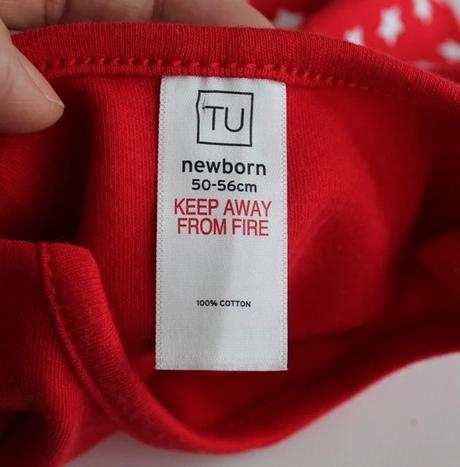 TU
newborn
50-56cm
KEEP AWAY
FROM FIRE
100% COTTON